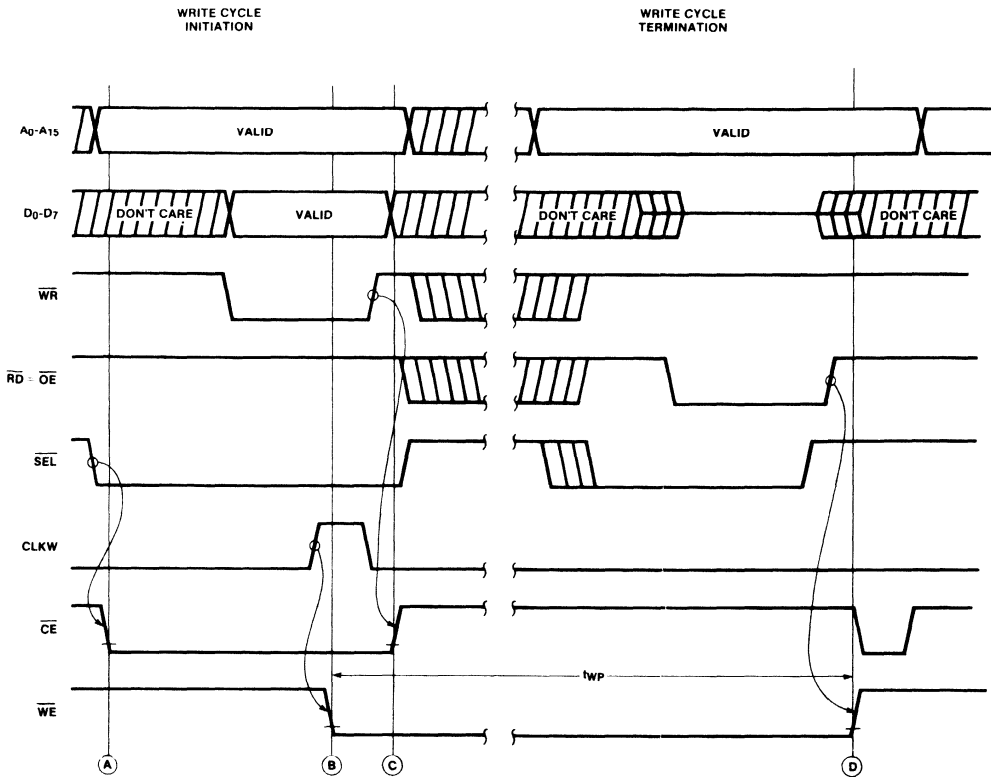 WRITE CYCLE
INITIATION
WRITE CYCLE
TERMINATION
A0-A15
VALID
VALID
D0-D7
DON'T CARE
VALID
DON'T CARE
DON'T CARE
WR
RD = OE
SEL
CLKW
CE
tWP
WE
A
B
C
D